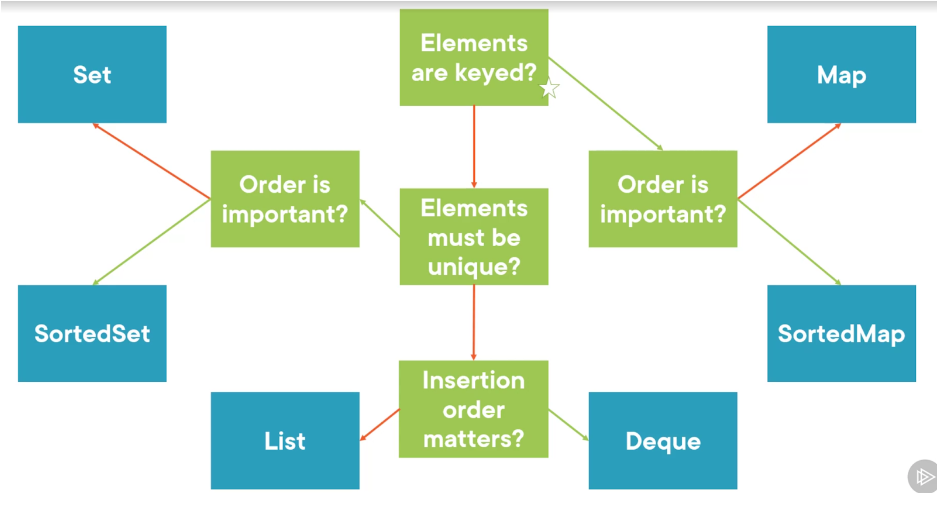 Elements
are keyed?
Set
Map
Order is
important?
Order is
important?
Elements
must be
unique?
SortedSet
SortedMap
Insertion
order
matters?
List
Deque